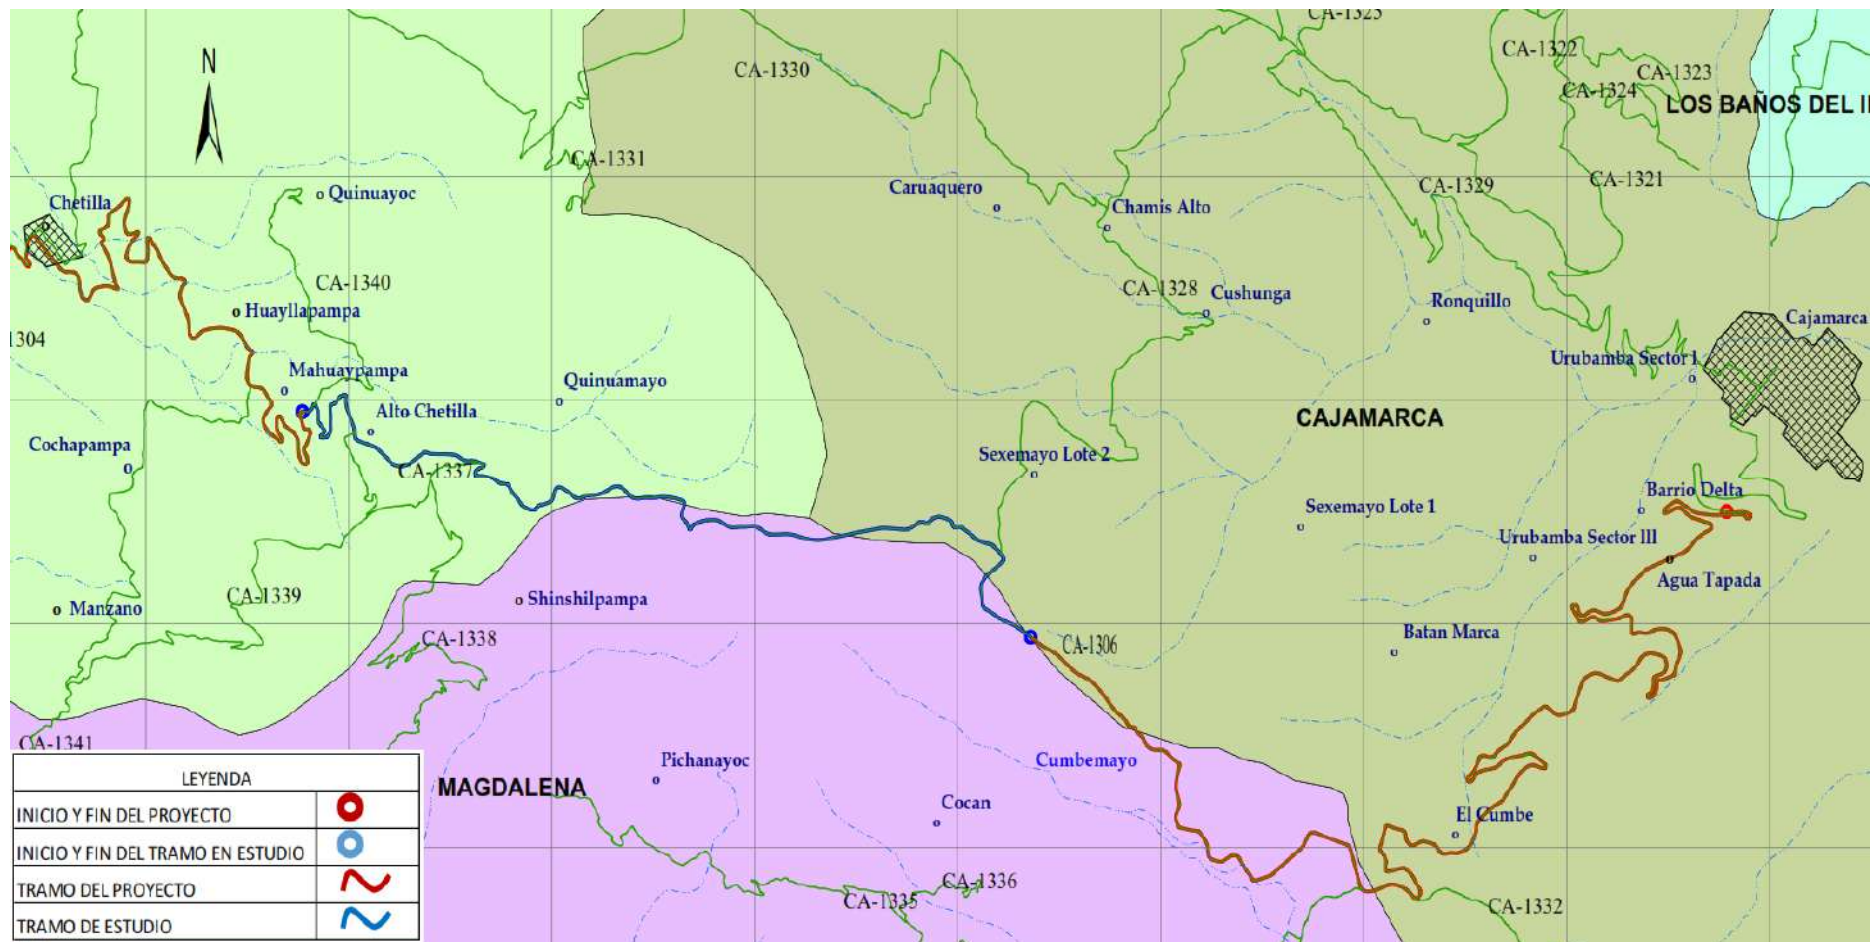 CA-1323
CA-1322
N
CA-1330
CA-1323
CA-1324
LOS BAÑOS DEL I
CA-1331
Chetilla
Quinuayoc
Caruaquero
Chamis Alto
CA-1329
CA-1321
CA-1340
Huayllapampa
CA-1328
Cushunga
Ronquillo
Cajamarca
1304
Mahuaypampa
Quinuamayo
Urubamba Sector I
Alto Chetilla
CAJAMARCA
Cochapampa
CA-1337
Sexemayo Lote 2
Barrio Delta
Sexemayo Lote 1
Urubamba Sector III
Agua Tapada
Manzano
CA-1339
Shinshilpampa
CA-1338
CA-1306
Batan Marca
CA-1341
Pichanayoc
Cumbemayo
MAGDALENA
Cocan
El Cumbe
CA-1336
CA-1335
CA-1332
LEYENDA
INICIO Y FIN DEL PROYECTO
INICIO Y FIN DEL TRAMO EN ESTUDIO
TRAMO DEL PROYECTO
TRAMO DE ESTUDIO